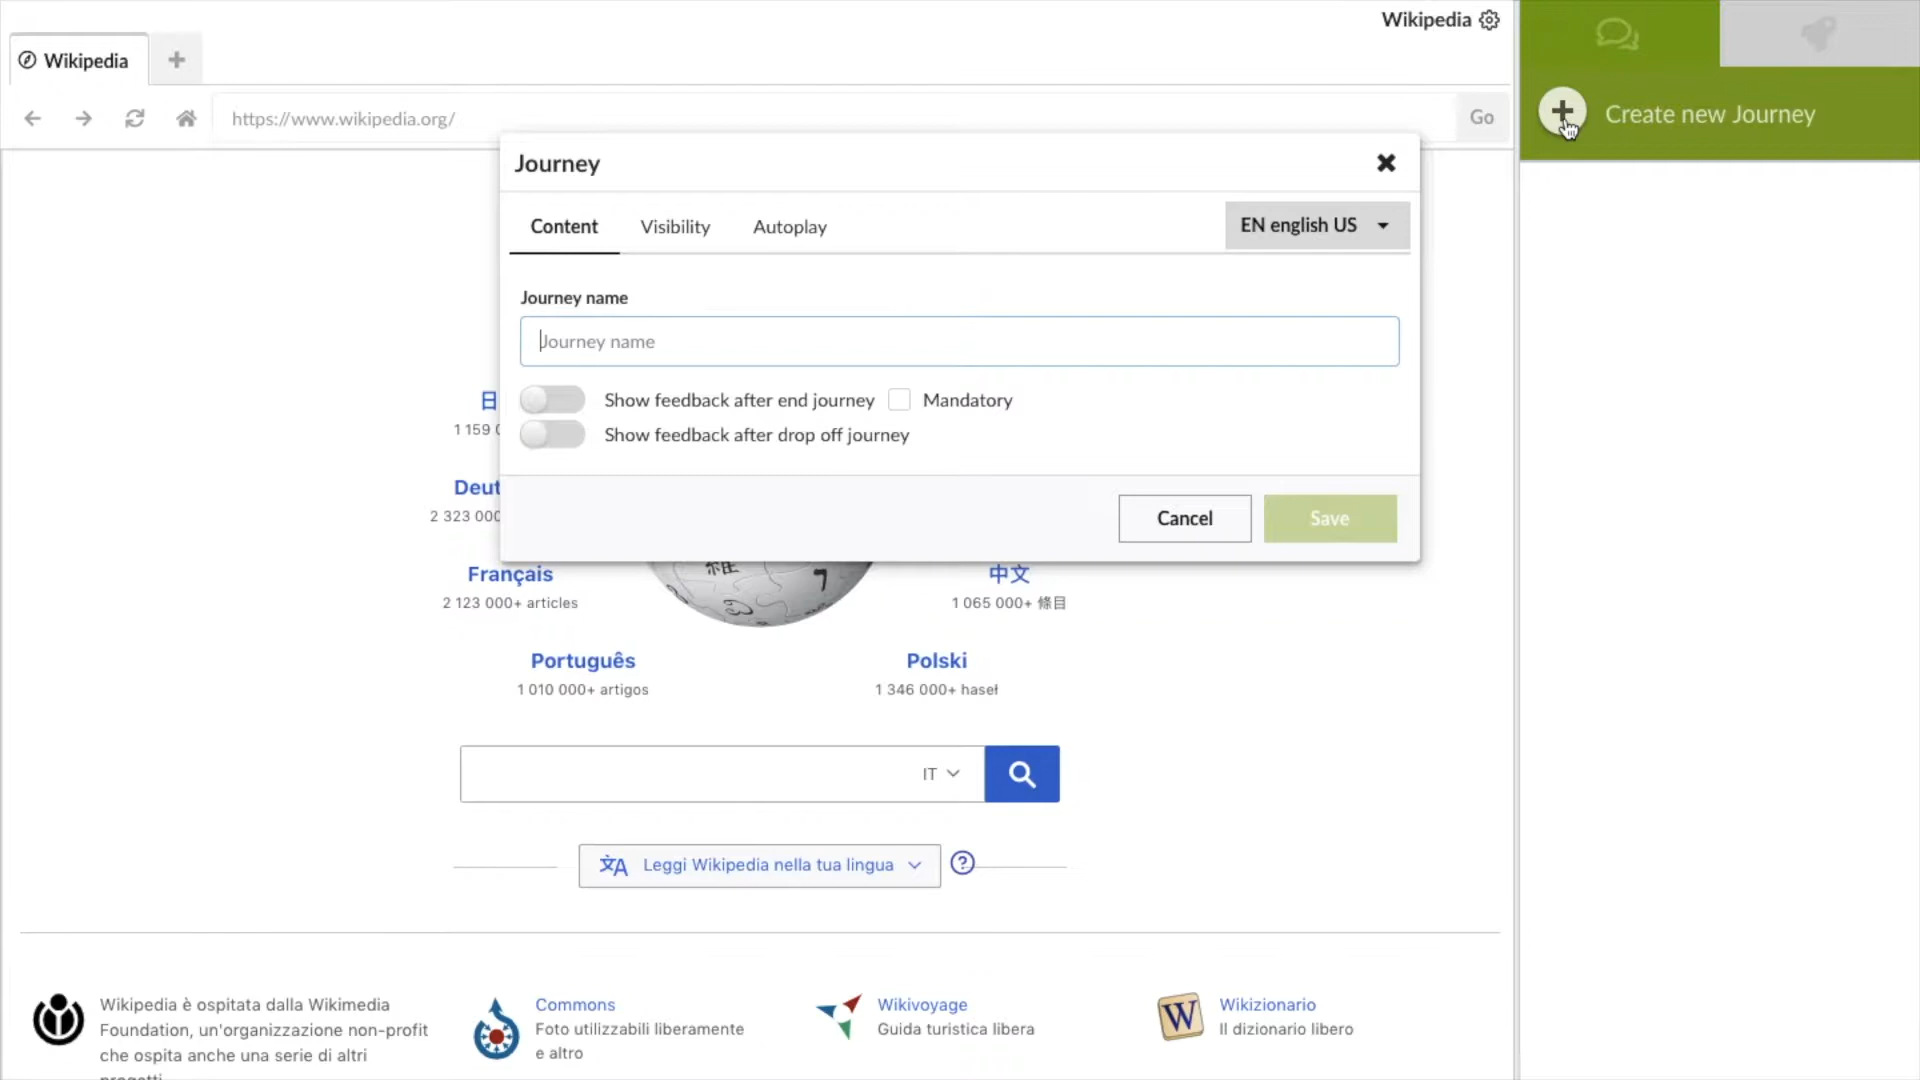 Wikipedia
Wikipedia
https://www.wikipedia.org/
Go
Create new Journey
Journey
Content
Visibility
Autoplay
EN english US
Journey name
Journey name
Show feedback after end journey
Mandatory
Show feedback after drop off journey
Cancel
Save
日
1 159
Deut
2 323 000
Français
2 123 000+ articles
中文
1 065 000+ 條目
Português
1 010 000+ artigos
Polski
1 346 000+ haseł
IT
Leggi Wikipedia nella tua lingua
Wikipedia è ospitata dalla Wikimedia
Foundation, un'organizzazione non-profit
che ospita anche una serie di altri
progetti
Commons
Foto utilizzabili liberamente
e altro
Wikivoyage
Guida turistica libera
Wikizionario
Il dizionario libero